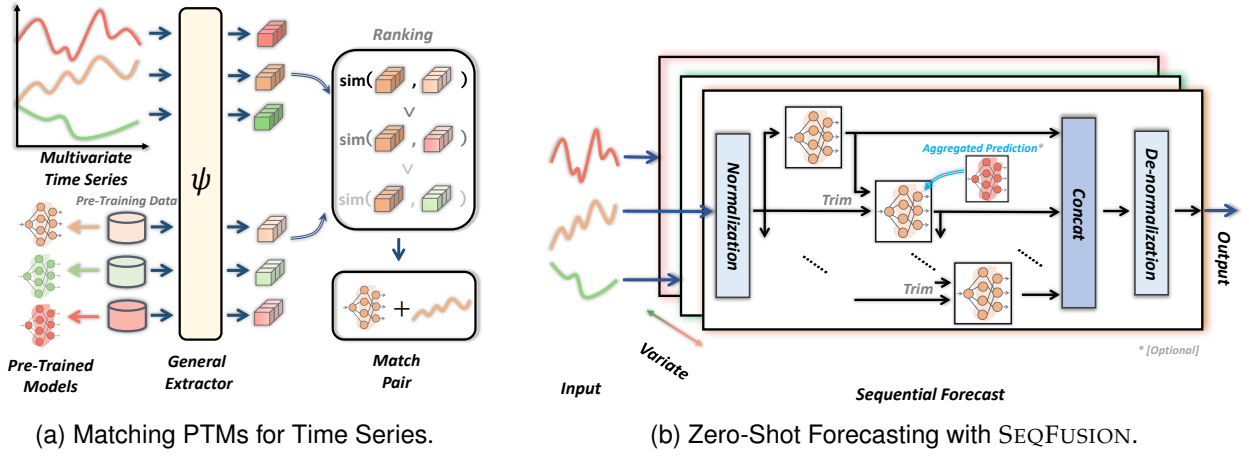 Multivariate
Time Series
Pre-Training Data
Pre-Trained
Models
ψ
General
Extractor
Ranking
sim( , )
∨
sim( , )
∨
sim( , )
+
Match
Pair
(a) Matching PTMs for Time Series.
Input
Variate
Normalization
Trim
Aggregated Prediction*
......
......
Trim
Concat
De-normalization
Output
* [Optional]
Sequential Forecast
(b) Zero-Shot Forecasting with SEQFUSION.